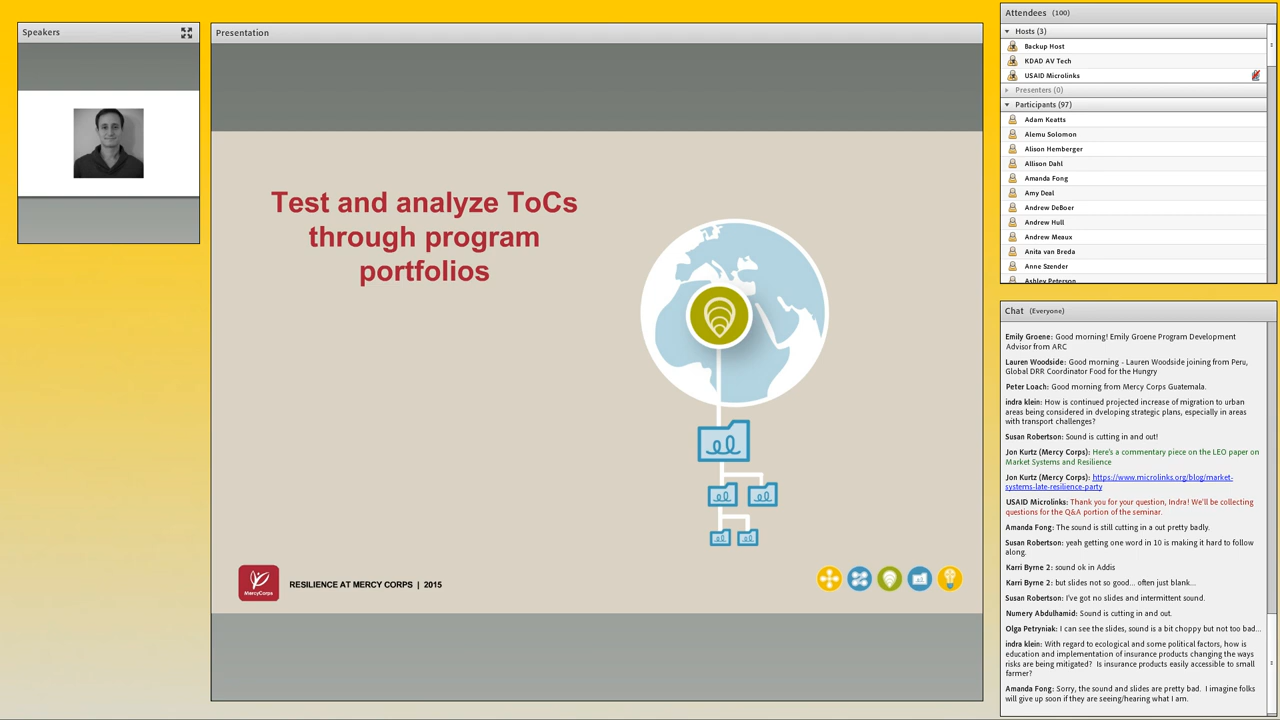 Speakers
Presentation
Test and analyze ToCs
through program
portfolios
MercyCorps
RESILIENCE AT MERCY CORPS | 2015
Attendees (100)
Hosts (3)
Backup Host
KDAD AV Tech
USAID Microlinks
Presenters (0)
Participants (97)
Adam Keatts
Alemu Solomon
Alison Hemberger
Allison Dahl
Amanda Fong
Amy Deal
Andrew DeBoer
Andrew Hull
Andrew Meaux
Anita van Breda
Anne Szender
Ashley Peterson
Chat (Everyone)
Emily Groene: Good morning! Emily Groene Program Development
Advisor from ARC
Lauren Woodside: Good morning - Lauren Woodside joining from Peru,
Global DRR Coordinator Food for the Hungry
Peter Loach: Good morning from Mercy Corps Guatemala.
indra klein: How is continued projected increase of migration to urban
areas being considered in dveloping strategic plans, especially in areas
with transport challenges?
Susan Robertson: Sound is cutting in and out!
Jon Kurtz (Mercy Corps): Here's a commentary piece on the LEO paper on
Market Systems and Resilience
Jon Kurtz (Mercy Corps): https://www.microlinks.org/blog/market-
systems-late-resilience-party
USAID Microlinks: Thank you for your question, Indra! We'll be collecting
questions for the Q&A portion of the seminar.
Amanda Fong: The sound is still cutting in a out pretty badly.
Susan Robertson: yeah getting one word in 10 is making it hard to follow
along.
Karri Byrne 2: sound ok in Addis
Karri Byrne 2: but slides not so good... often just blank...
Susan Robertson: I've got no slides and intermittent sound.
Numery Abdulhamid: Sound is cutting in and out.
Olga Petryniak: I can see the slides, sound is a bit choppy but not too bad...
indra klein: With regard to ecological and some political factors, how is
education and implementation of insurance products changing the ways
risks are being mitigated? Is insurance products easily accessible to small
farmer?
Amanda Fong: Sorry, the sound and slides are pretty bad. I imagine folks
will give up soon if they are seeing/hearing what I am.